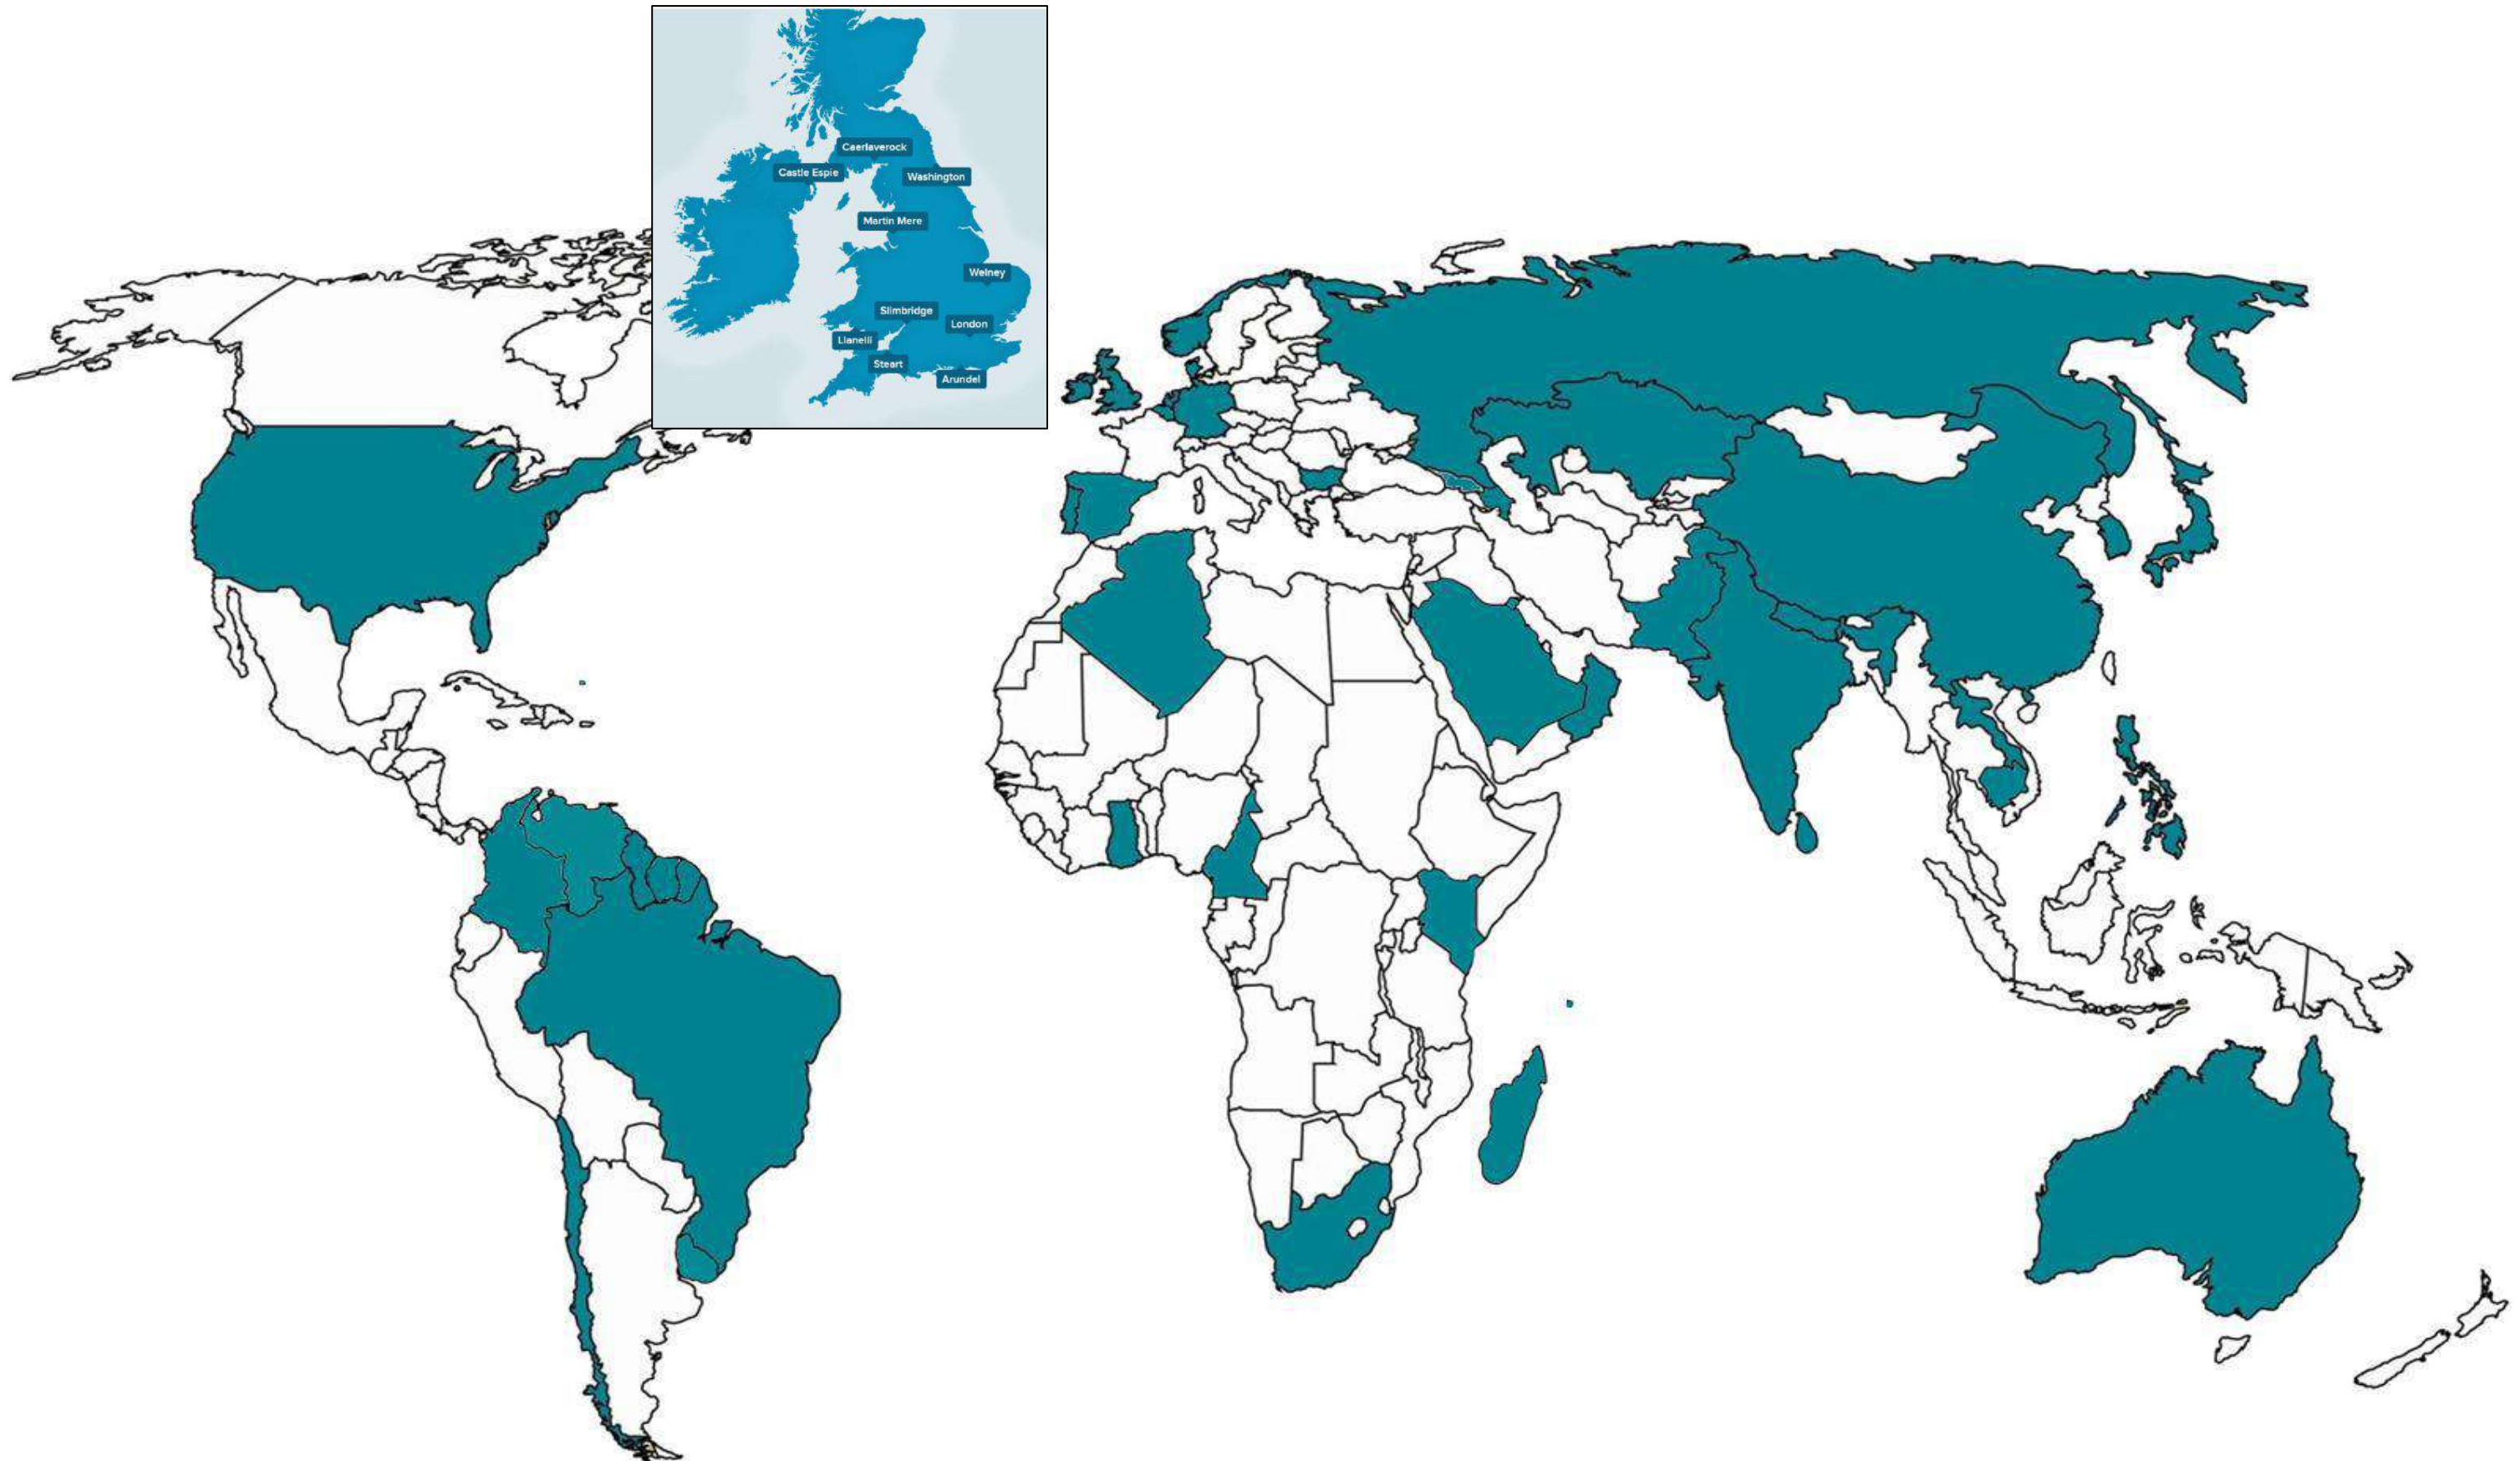 Caerlaverock
Castle Espie
Washington
Martin Mere
Welney
Slimbridge
London
Llanelli
Steart
Arundel